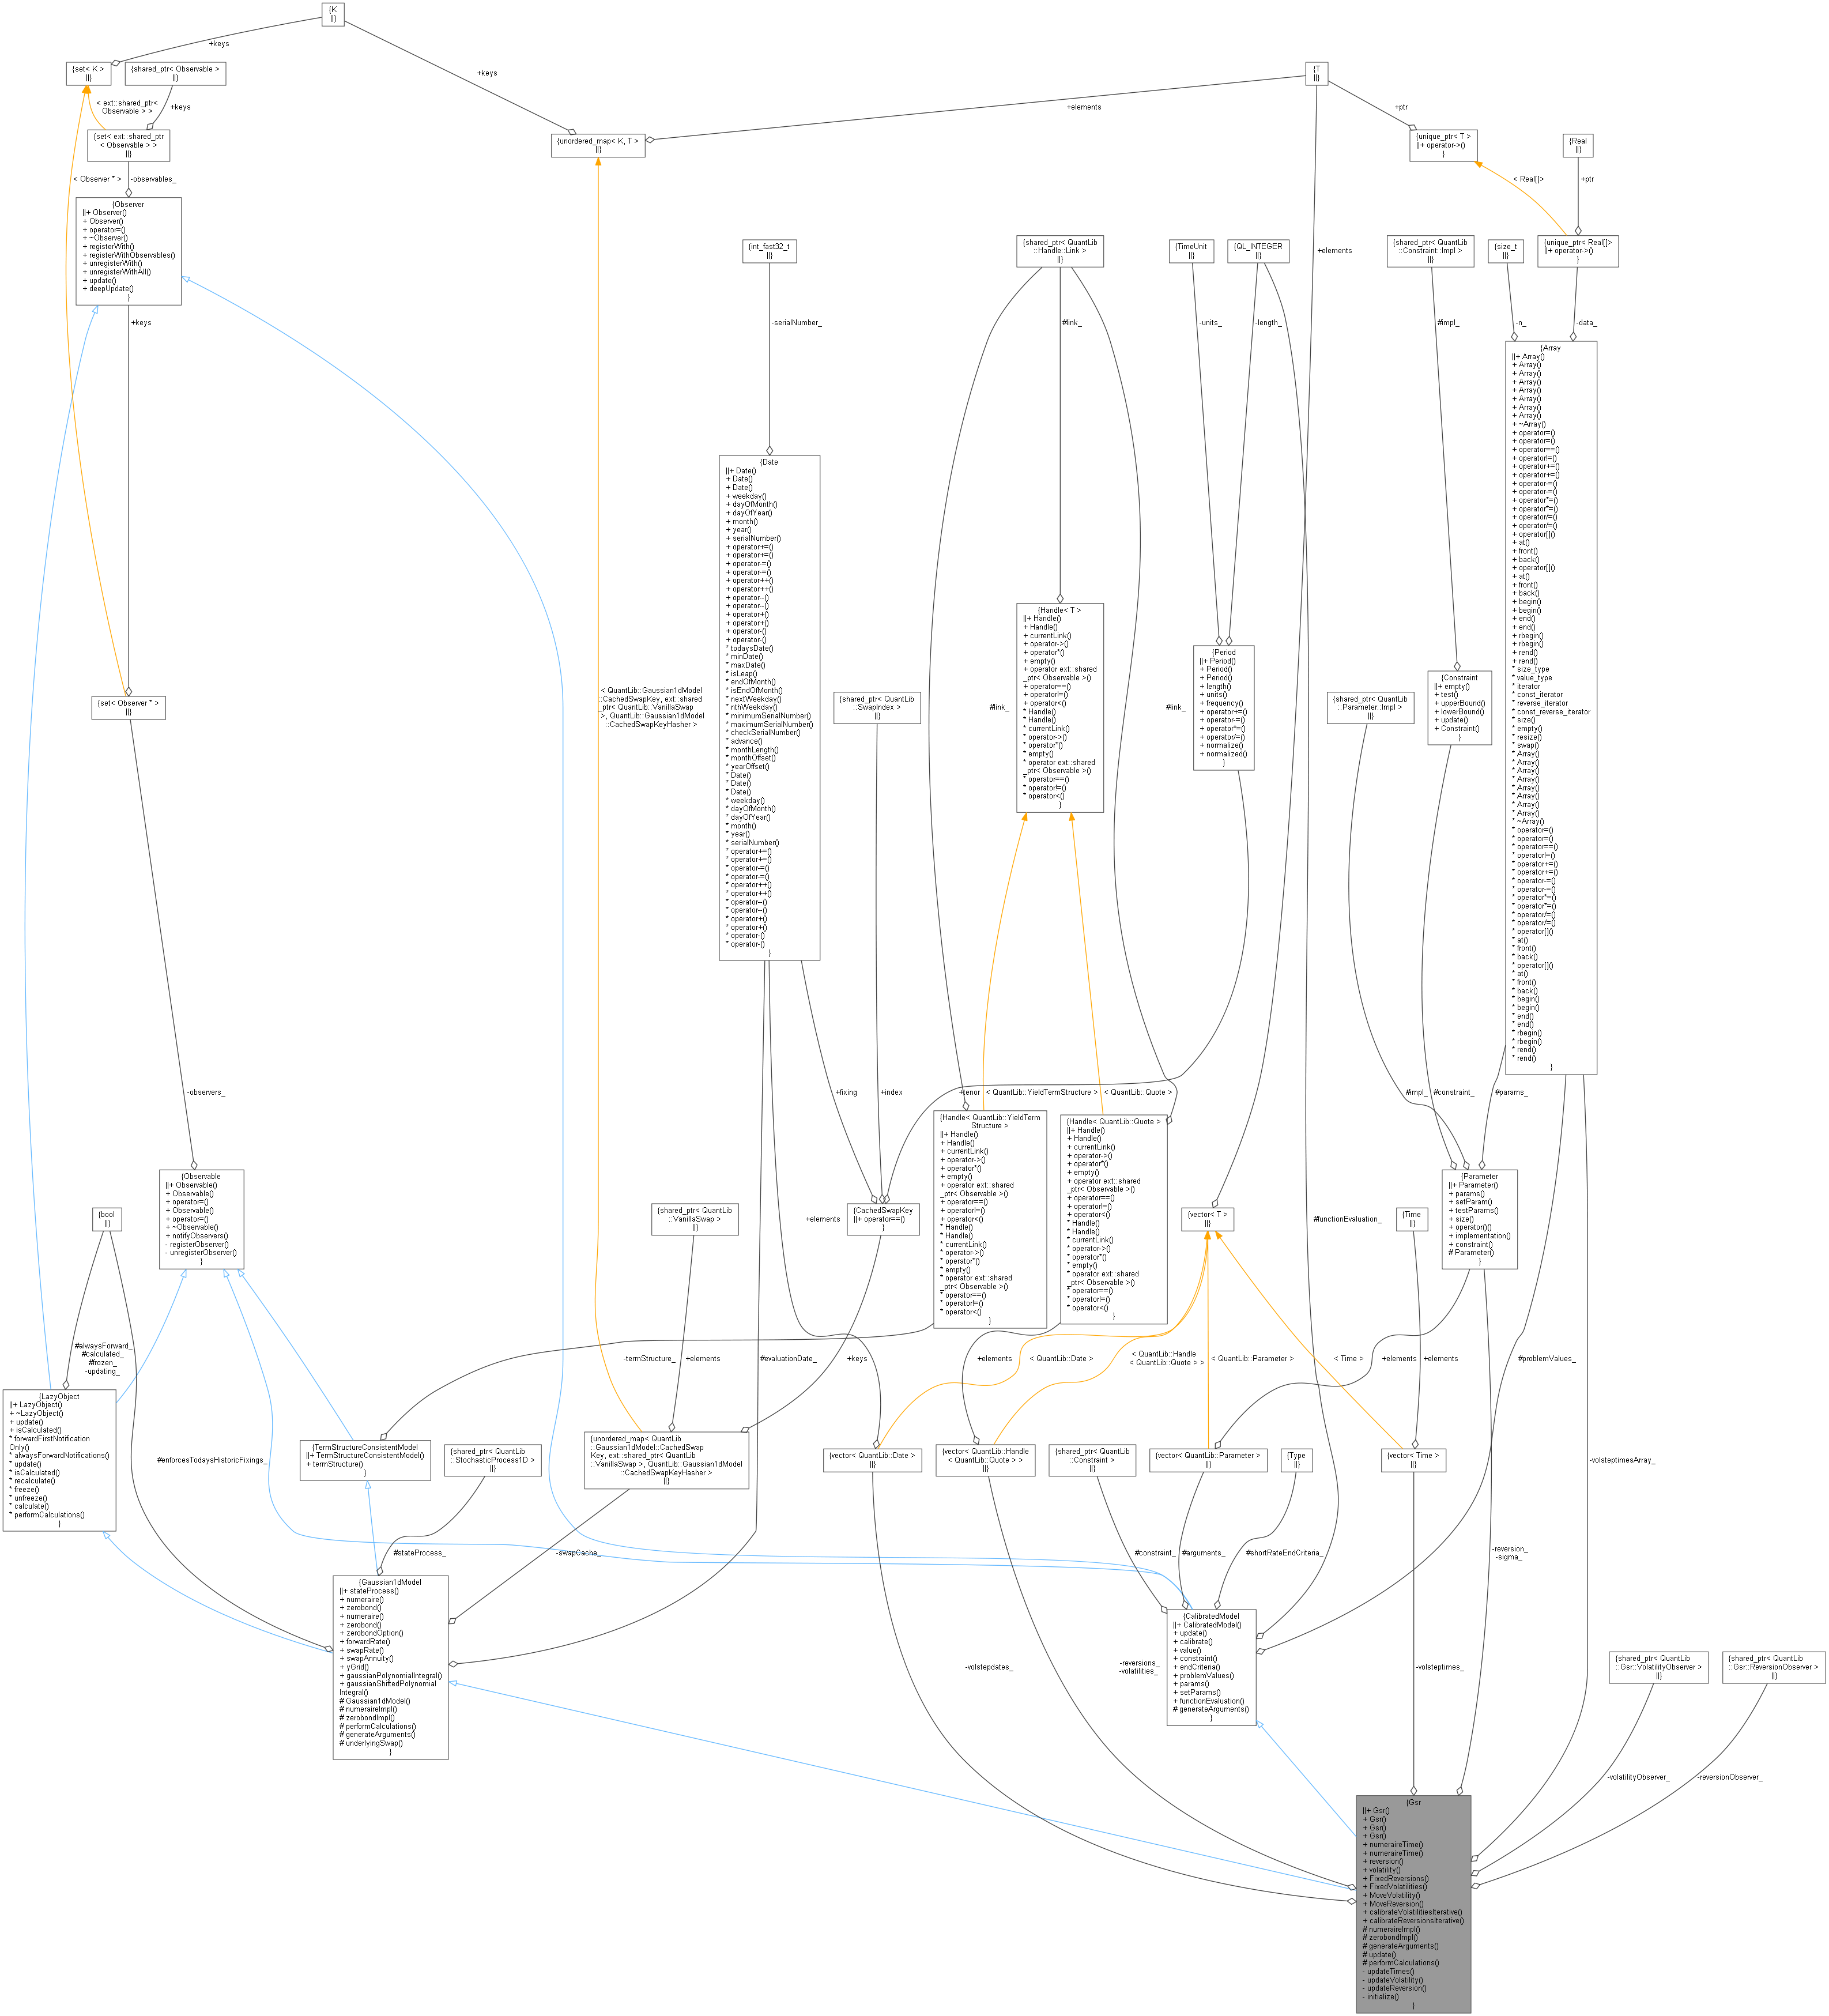 {K
||}
+keys
{set< K >
||}
{shared_ptr< Observable >
||}
{T
||}
+keys
+elements
+ptr
< ext::shared_ptr<
Observable > >
+keys
{set< ext::shared_ptr
< Observable > >
||}
{unordered_map< K, T >
||}
{unique_ptr< T >
||+ operator->()
}
{Real
||}
< Observer * >
-observables_
< Real[]>
+ptr
{Observer
||+ Observer()
+ Observer()
+ operator=()
+ ~Observer()
+ registerWith()
+ registerWithObservables()
+ unregisterWith()
+ unregisterWithAll()
+ update()
+ deepUpdate()
}
{int_fast32_t
||}
{shared_ptr< QuantLib
::Handle::Link >
||}
{TimeUnit
||}
{QL_INTEGER
||}
+elements
{shared_ptr< QuantLib
::Constraint::Impl >
||}
{size_t
||}
{unique_ptr< Real[]>
||+ operator->()
}
+keys
-serialNumber_
#link_
-units_
-length_
#impl_
-n_
-data_
{Array
||+ Array()
+ Array()
+ Array()
+ Array()
+ Array()
+ Array()
+ Array()
+ Array()
+ ~Array()
+ operator=()
+ operator=()
+ operator==()
+ operator!=()
+ operator+=()
+ operator+=()
+ operator-=()
+ operator-=()
+ operator*=()
+ operator*=()
+ operator/=()
+ operator/=()
+ operator[]()
+ at()
+ front()
+ back()
+ operator[]()
+ at()
+ front()
+ back()
+ begin()
+ begin()
+ end()
+ end()
+ rbegin()
+ rbegin()
+ rend()
+ rend()
* size_type
* value_type
* iterator
* const_iterator
* reverse_iterator
* const_reverse_iterator
* size()
* empty()
* resize()
* swap()
* Array()
* Array()
* Array()
* Array()
* Array()
* Array()
* Array()
* Array()
* ~Array()
* operator=()
* operator=()
* operator==()
* operator!=()
* operator+=()
* operator+=()
* operator-=()
* operator-=()
* operator*=()
* operator*=()
* operator/=()
* operator/=()
* operator[]()
* at()
* front()
* back()
* operator[]()
* at()
* front()
* back()
* begin()
* begin()
* end()
* end()
* rbegin()
* rbegin()
* rend()
* rend()
}
{Date
||+ Date()
+ Date()
+ Date()
+ weekday()
+ dayOfMonth()
+ dayOfYear()
+ month()
+ year()
+ serialNumber()
+ operator+=()
+ operator+=()
+ operator-=()
+ operator-=()
+ operator++()
+ operator++()
+ operator--()
+ operator--()
+ operator+()
+ operator+()
+ operator-()
+ operator-()
* todaysDate()
* minDate()
* maxDate()
* isLeap()
* endOfMonth()
* isEndOfMonth()
* nextWeekday()
* nthWeekday()
* minimumSerialNumber()
* maximumSerialNumber()
* checkSerialNumber()
* advance()
* monthLength()
* monthOffset()
* yearOffset()
* Date()
* Date()
* Date()
* weekday()
* dayOfMonth()
* dayOfYear()
* month()
* year()
* serialNumber()
* operator+=()
* operator+=()
* operator-=()
* operator-=()
* operator++()
* operator++()
* operator--()
* operator--()
* operator+()
* operator+()
* operator-()
* operator-()
}
{Handle< T >
||+ Handle()
+ Handle()
+ currentLink()
+ operator->()
+ operator*()
+ empty()
+ operator ext::shared
_ptr< Observable >()
+ operator==()
+ operator!=()
+ operator<()
* Handle()
* Handle()
* currentLink()
* operator->()
* operator*()
* empty()
* operator ext::shared
_ptr< Observable >()
* operator==()
* operator!=()
* operator<()
}
{Period
||+ Period()
+ Period()
+ Period()
+ length()
+ units()
+ frequency()
+ operator+=()
+ operator-=()
+ operator*=()
+ operator/=()
+ normalize()
+ normalized()
}
{Constraint
||+ empty()
+ test()
+ upperBound()
+ lowerBound()
+ update()
+ Constraint()
}
{set< Observer * >
||}
< QuantLib::Gaussian1dModel
::CachedSwapKey, ext::shared
_ptr< QuantLib::VanillaSwap
>, QuantLib::Gaussian1dModel
::CachedSwapKeyHasher >
{shared_ptr< QuantLib
::SwapIndex >
||}
#link_
#link_
{shared_ptr< QuantLib
::Parameter::Impl >
||}
-observers_
+fixing
+index
+tenor
< QuantLib::YieldTermStructure >
< QuantLib::Quote >
#impl_
#constraint_
#params_
{Handle< QuantLib::YieldTerm
Structure >
||+ Handle()
+ Handle()
+ currentLink()
+ operator->()
+ operator*()
+ empty()
+ operator ext::shared
_ptr< Observable >()
+ operator==()
+ operator!=()
+ operator<()
* Handle()
* Handle()
* currentLink()
* operator->()
* operator*()
* empty()
* operator ext::shared
_ptr< Observable >()
* operator==()
* operator!=()
* operator<()
}
{Handle< QuantLib::Quote >
||+ Handle()
+ Handle()
+ currentLink()
+ operator->()
+ operator*()
+ empty()
+ operator ext::shared
_ptr< Observable >()
+ operator==()
+ operator!=()
+ operator<()
* Handle()
* Handle()
* currentLink()
* operator->()
* operator*()
* empty()
* operator ext::shared
_ptr< Observable >()
* operator==()
* operator!=()
* operator<()
}
{Observable
||+ Observable()
+ Observable()
+ operator=()
+ Observable()
+ operator=()
+ ~Observable()
+ notifyObservers()
- registerObserver()
- unregisterObserver()
}
{Parameter
||+ Parameter()
+ params()
+ setParam()
+ testParams()
+ size()
+ operator()()
+ implementation()
+ constraint()
# Parameter()
}
{bool
||}
{shared_ptr< QuantLib
::VanillaSwap >
||}
+elements
{CachedSwapKey
||+ operator==()
}
{vector< T >
||}
#functionEvaluation_
{Time
||}
#alwaysForward_
#calculated_
#frozen_
-updating_
-termStructure_
+elements
#evaluationDate_
+keys
+elements
< QuantLib::Date >
< QuantLib::Handle
< QuantLib::Quote > >
< QuantLib::Parameter >
< Time >
+elements
+elements
#problemValues_
{LazyObject
||+ LazyObject()
+ ~LazyObject()
+ update()
+ isCalculated()
* forwardFirstNotification
Only()
* alwaysForwardNotifications()
* update()
* isCalculated()
* recalculate()
* freeze()
* unfreeze()
* calculate()
* performCalculations()
}
#enforcesTodaysHistoricFixings_
{TermStructureConsistentModel
||+ TermStructureConsistentModel()
+ termStructure()
}
{shared_ptr< QuantLib
::StochasticProcess1D >
||}
{unordered_map< QuantLib
::Gaussian1dModel::CachedSwap
Key, ext::shared_ptr< QuantLib
::VanillaSwap >, QuantLib::Gaussian1dModel
::CachedSwapKeyHasher >
||}
{vector< QuantLib::Date >
||}
{vector< QuantLib::Handle
< QuantLib::Quote > >
||}
{shared_ptr< QuantLib
::Constraint >
||}
{vector< QuantLib::Parameter >
||}
{Type
||}
{vector< Time >
||}
-volsteptimesArray_
#stateProcess_
-swapCache_
#constraint_
#arguments_
#shortRateEndCriteria_
-reversion_
-sigma_
{Gaussian1dModel
||+ stateProcess()
+ numeraire()
+ zerobond()
+ numeraire()
+ zerobond()
+ zerobondOption()
+ forwardRate()
+ swapRate()
+ swapAnnuity()
+ yGrid()
+ gaussianPolynomialIntegral()
+ gaussianShiftedPolynomial
Integral()
# Gaussian1dModel()
# numeraireImpl()
# zerobondImpl()
# performCalculations()
# generateArguments()
# underlyingSwap()
}
{CalibratedModel
||+ CalibratedModel()
+ update()
+ calibrate()
+ value()
+ constraint()
+ endCriteria()
+ problemValues()
+ params()
+ setParams()
+ functionEvaluation()
# generateArguments()
}
-volstepdates_
-reversions_
-volatilities_
-volsteptimes_
{shared_ptr< QuantLib
::Gsr::VolatilityObserver >
||}
{shared_ptr< QuantLib
::Gsr::ReversionObserver >
||}
-volatilityObserver_
-reversionObserver_
{Gsr
||+ Gsr()
+ Gsr()
+ Gsr()
+ Gsr()
+ numeraireTime()
+ numeraireTime()
+ reversion()
+ volatility()
+ FixedReversions()
+ FixedVolatilities()
+ MoveVolatility()
+ MoveReversion()
+ calibrateVolatilitiesIterative()
+ calibrateReversionsIterative()
# numeraireImpl()
# zerobondImpl()
# generateArguments()
# update()
# performCalculations()
- updateTimes()
- updateVolatility()
- updateReversion()
- initialize()
}